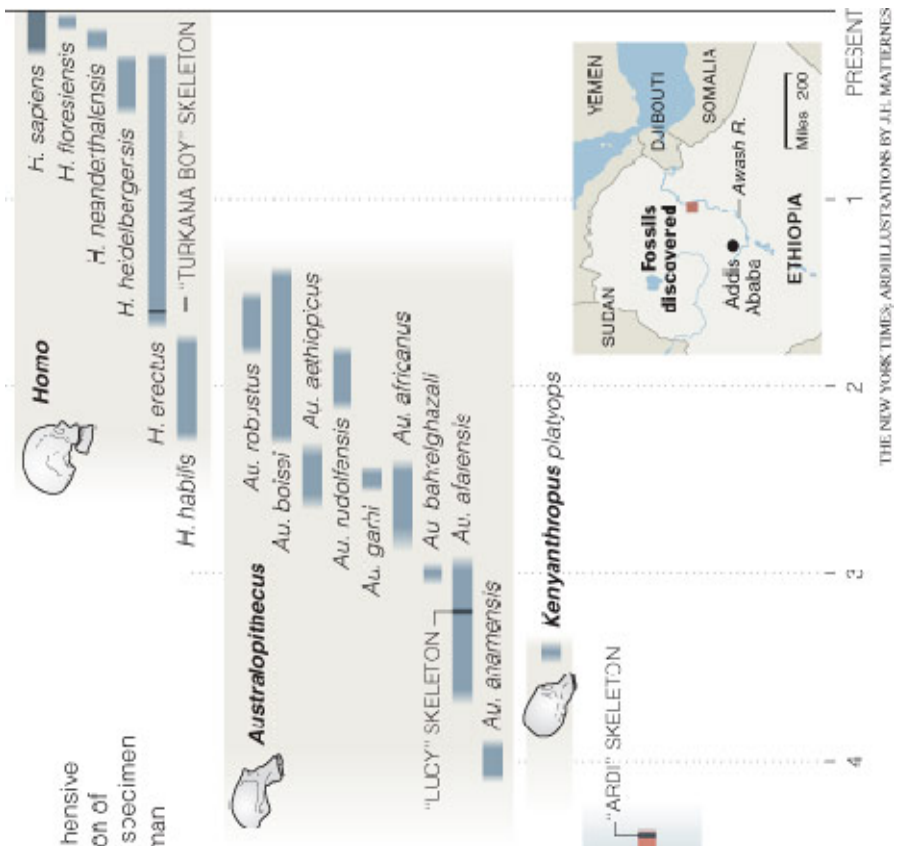 hensive
on of
specimen
man
Homo
H. sapiens
H. floresiensis
H. neanderthalensis
H. heidelbergensis
H. erectus
"TURKANA BOY" SKELETON
H. habilis
Australopithecus
Au. robustus
Au. boisei
Au. aethiopicus
Au. rudolfensis
Au. garhi
Au. africanus
Au. bahrelghazali
"LUCY" SKELETON
Au. afarensis
Au. anamensis
Kenyanthropus platyops
"ARDI" SKELETON
YEMEN
SUDAN
Fossils
discovered
DJIBOUTI
SOMALIA
Addis
Ababa
Awash R.
ETHIOPIA
Miles 200
4
3
2
1
PRESENT
THE NEW YORK TIMES; ARDI ILLUSTRATIONS BY J.H. MATTERNES